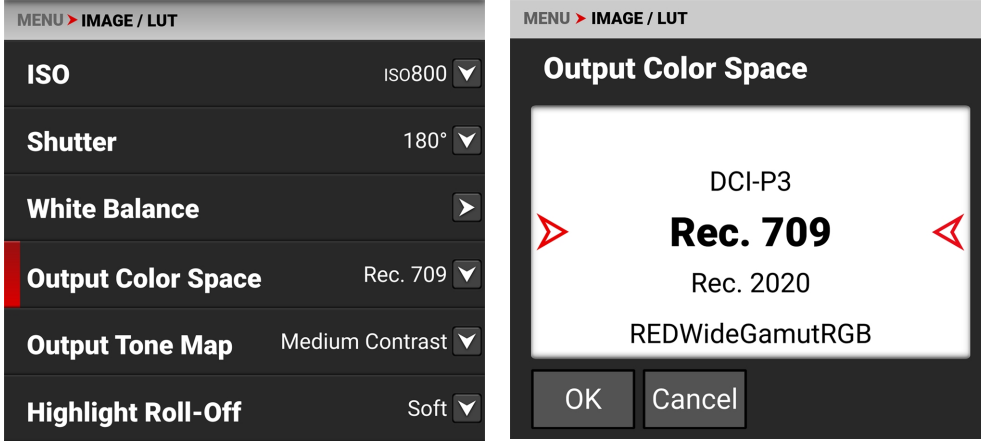 MENU IMAGE / LUT
ISO ISO800
Shutter 180°
White Balance
Output Color Space Rec. 709
Output Tone Map Medium Contrast
Highlight Roll-Off Soft
MENU IMAGE / LUT
Output Color Space
DCI-P3
Rec. 709
Rec. 2020
REDWideGamutRGB
OK Cancel